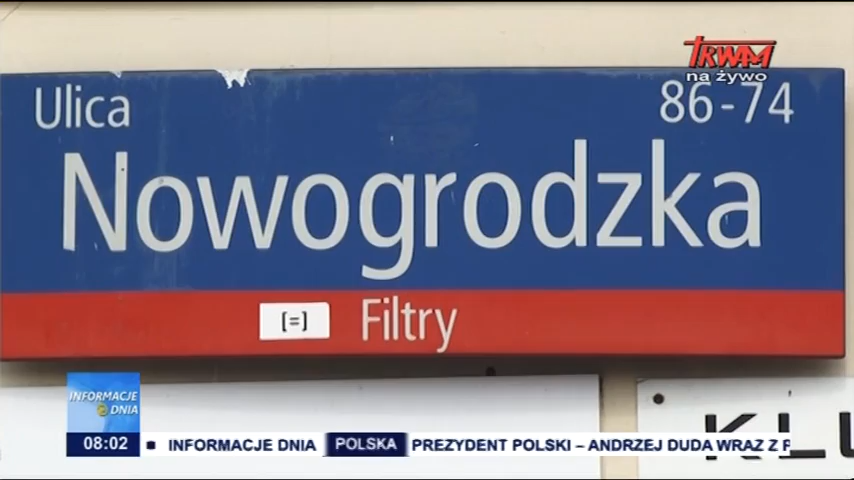 TRWAM
na żywo
Ulica
86-74
Nowogrodzka
[=]
Filtry
INFORMACJE
DNIA
08:02
INFORMACJE DNIA POLSKA PREZYDENT POLSKI – ANDRZEJ DUDA WRAZ Z